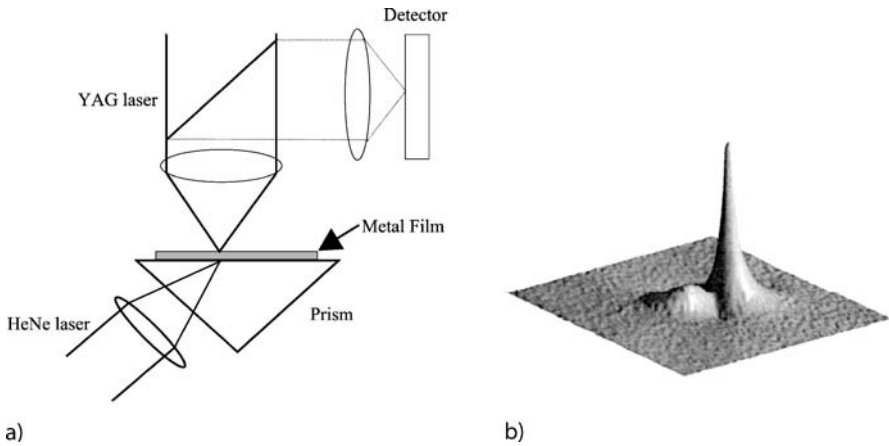 Detector
YAG laser
Metal Film
HeNe laser
Prism
a)
b)